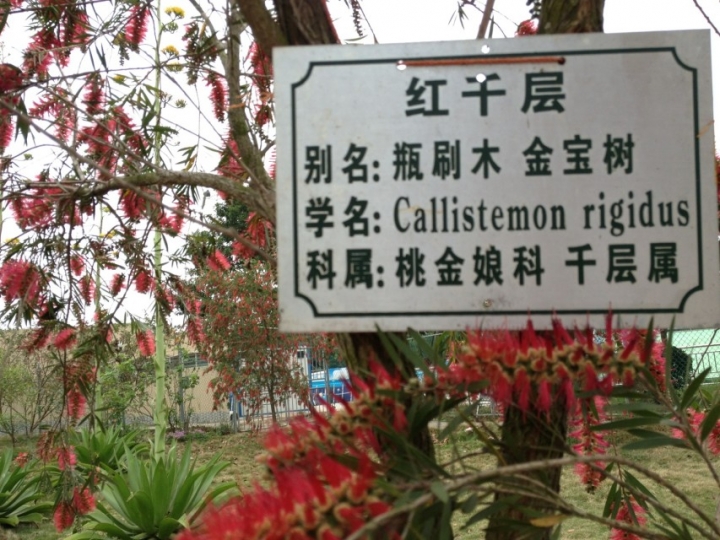 红千层
别名: 瓶刷木 金宝树
学名: Callistemon rigidus
科属: 桃金娘科 千层属